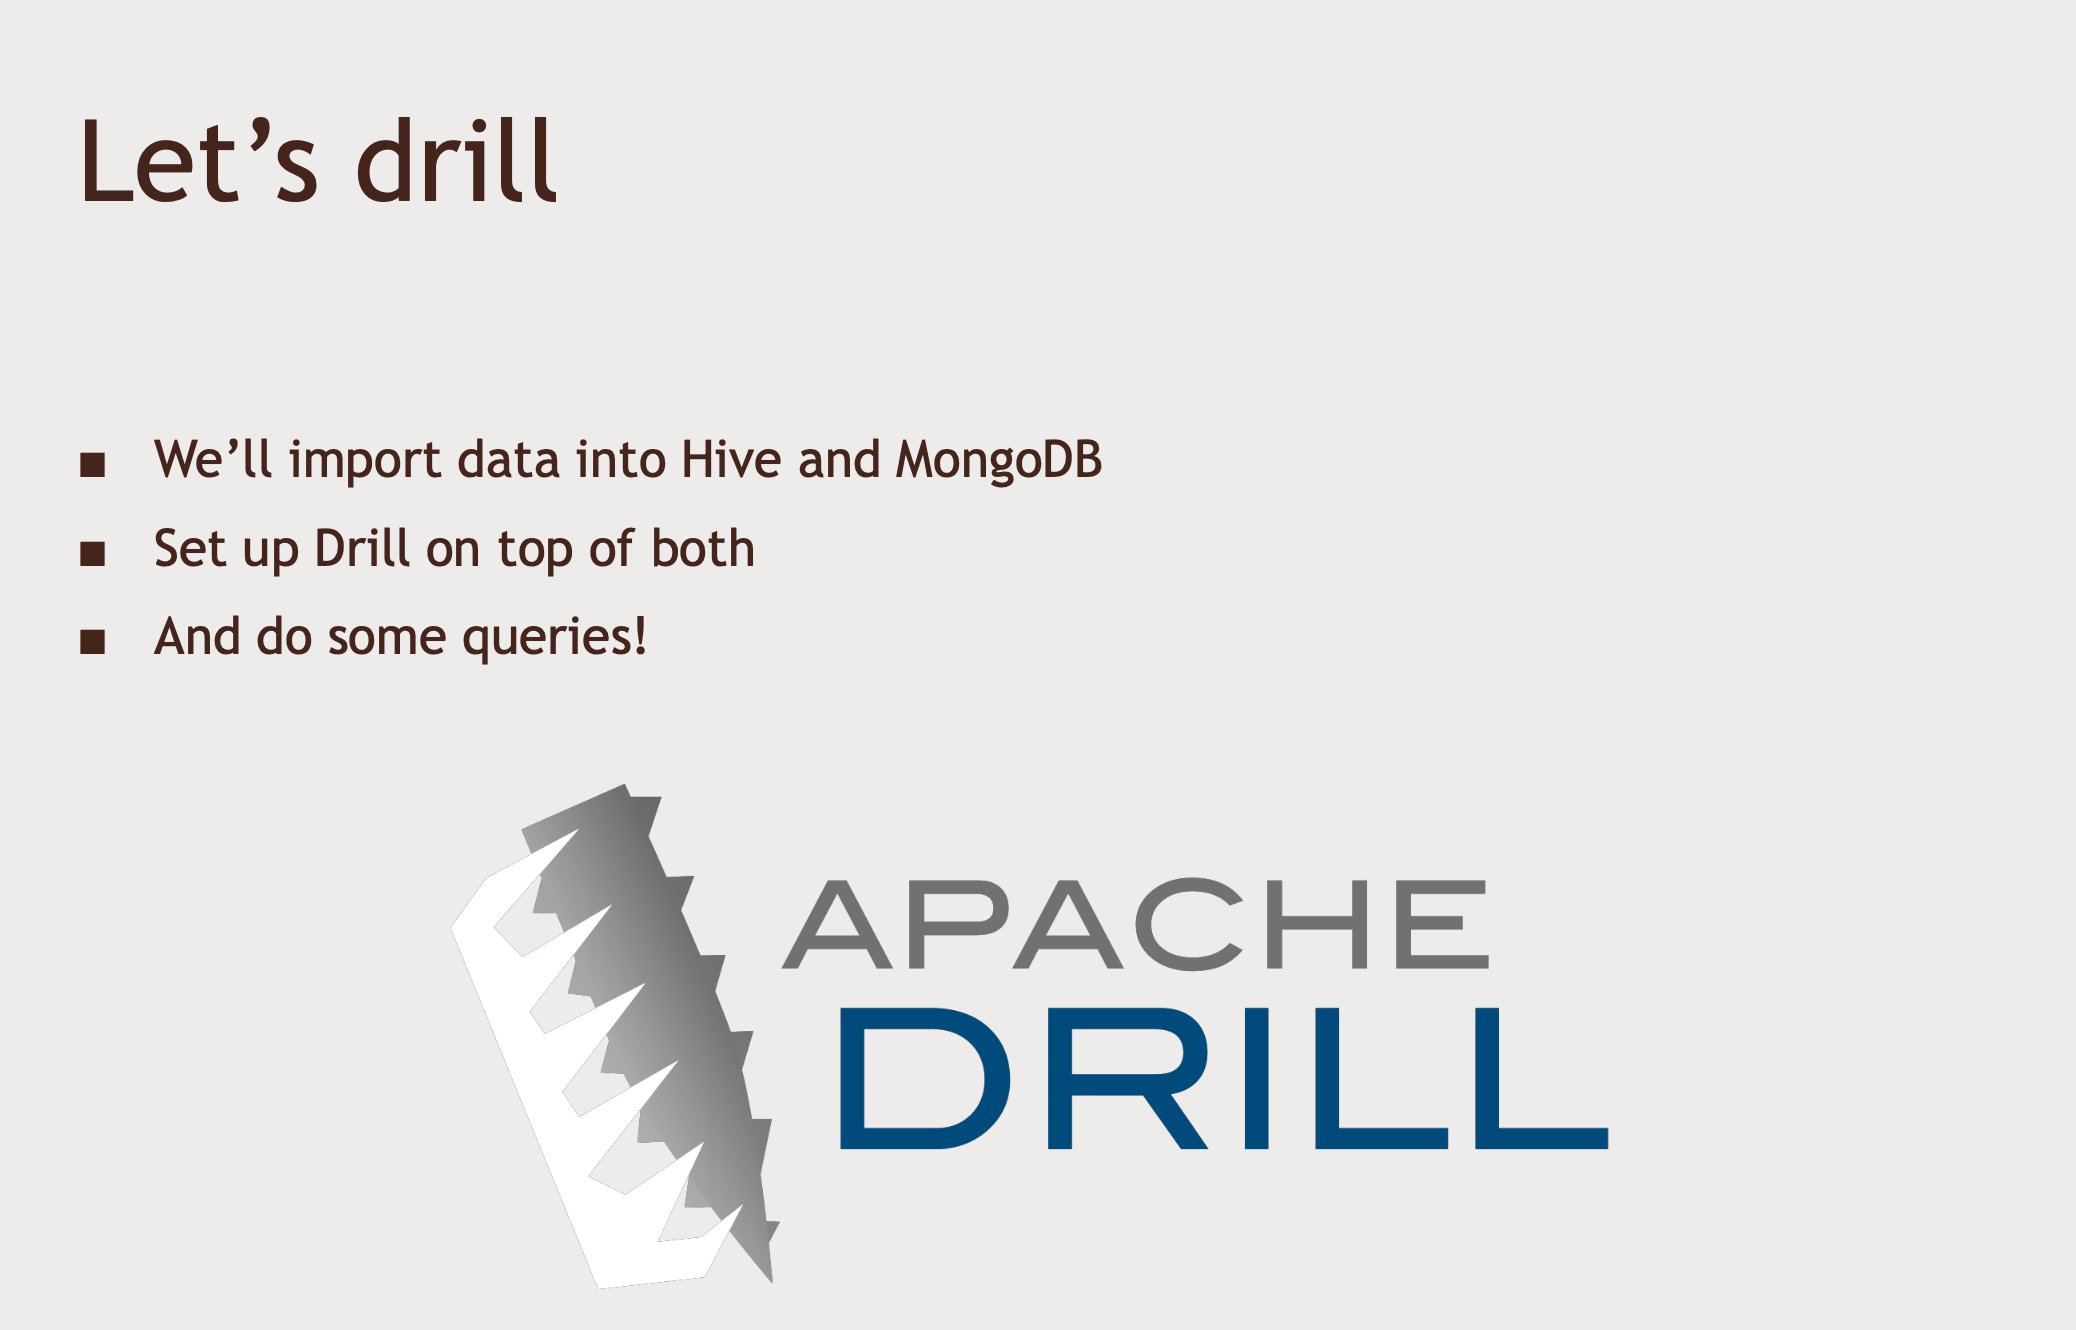 Let’s drill
■ We’ll import data into Hive and MongoDB
■ Set up Drill on top of both
■ And do some queries!
APACHE
DRILL